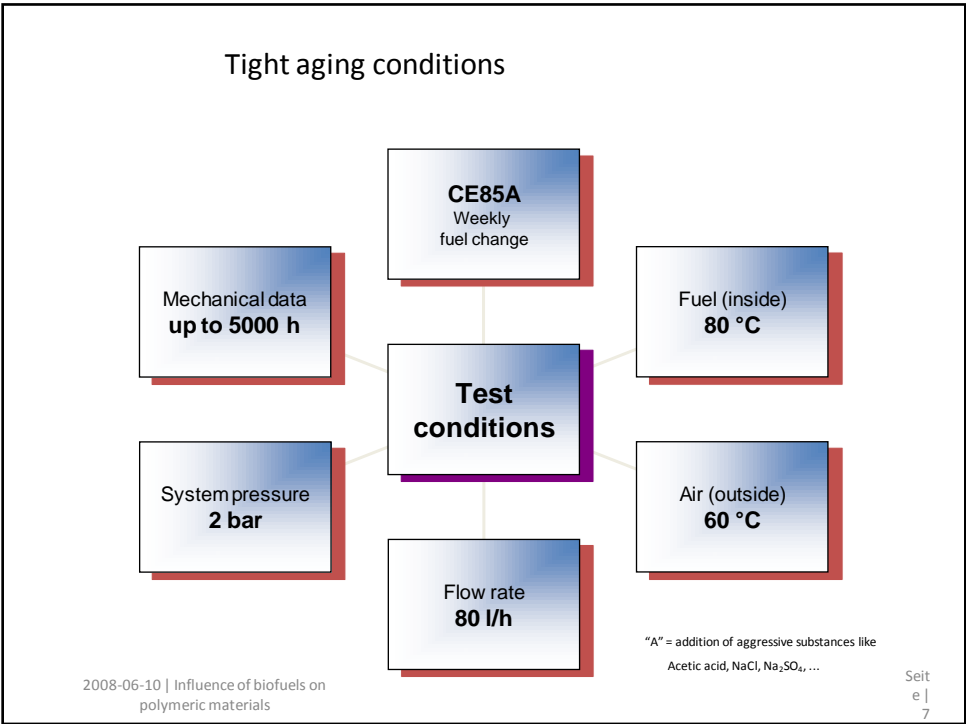 Tight aging conditions
CE85A
Weekly
fuel change
Mechanical data
up to 5000 h
Fuel (inside)
80 °C
Test
conditions
System pressure
2 bar
Air (outside)
60 °C
Flow rate
80 l/h
"A" = addition of aggressive substances like
Acetic acid, NaCl, Na₂SO₄, ...
2008-06-10 | Influence of biofuels on
polymeric materials
Seit
e |
7